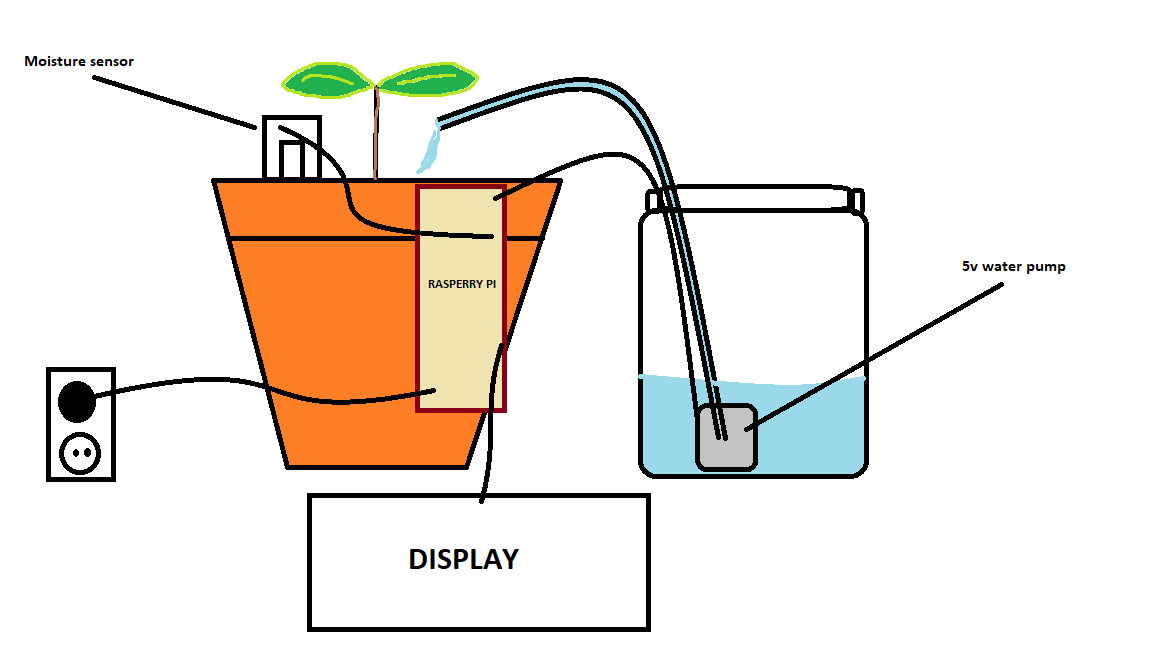 Moisture sensor
5v water pump
RASPERRY PI
DISPLAY